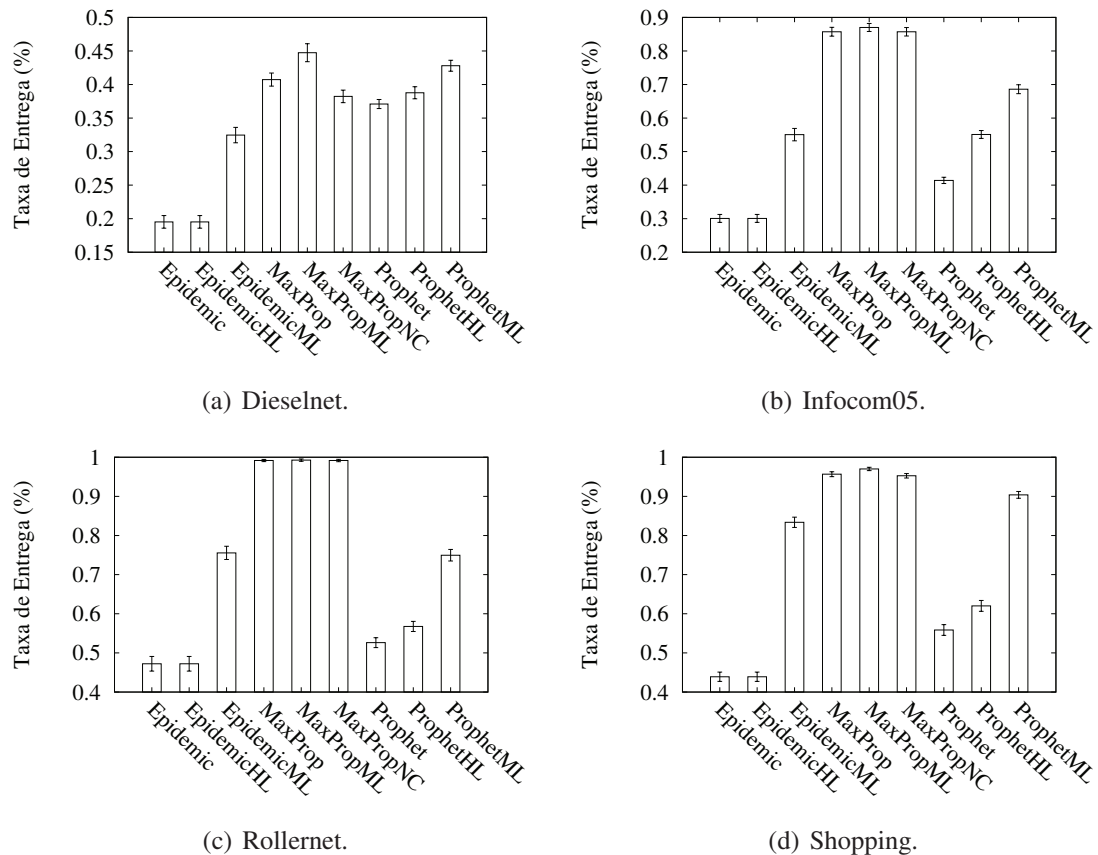 Taxa de Entrega (%)
0.5
0.45
0.4
0.35
0.3
0.25
0.2
0.15
Epidemic
EpidemicHL
EpidemicML
MaxProp
MaxPropML
MaxPropNC
Prophet
ProphetHL
ProphetML
(a) Dieselnet.
Taxa de Entrega (%)
0.9
0.8
0.7
0.6
0.5
0.4
0.3
0.2
Epidemic
EpidemicHL
EpidemicML
MaxProp
MaxPropML
MaxPropNC
Prophet
ProphetHL
ProphetML
(b) Infocom05.
Taxa de Entrega (%)
1
0.9
0.8
0.7
0.6
0.5
0.4
Epidemic
EpidemicHL
EpidemicML
MaxProp
MaxPropML
MaxPropNC
Prophet
ProphetHL
ProphetML
(c) Rollernet.
Taxa de Entrega (%)
1
0.9
0.8
0.7
0.6
0.5
0.4
Epidemic
EpidemicHL
EpidemicML
MaxProp
MaxPropML
MaxPropNC
Prophet
ProphetHL
ProphetML
(d) Shopping.